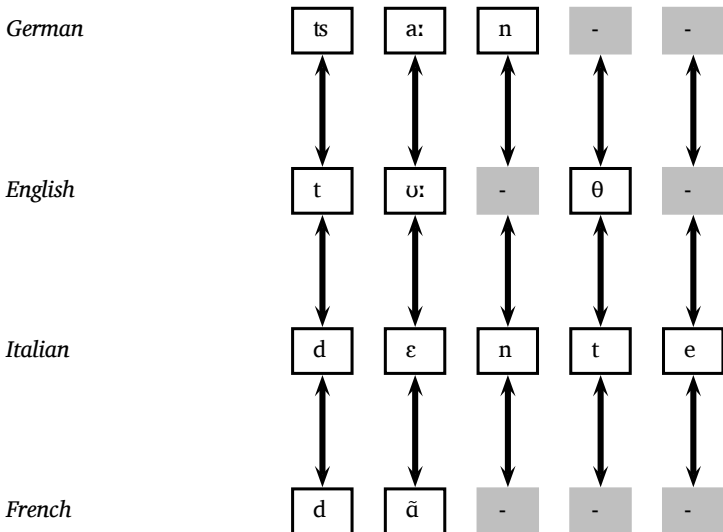 German ts aː n - -
English t ʊː - θ -
Italian d ɛ n t e
French d ɑ̃ - - -